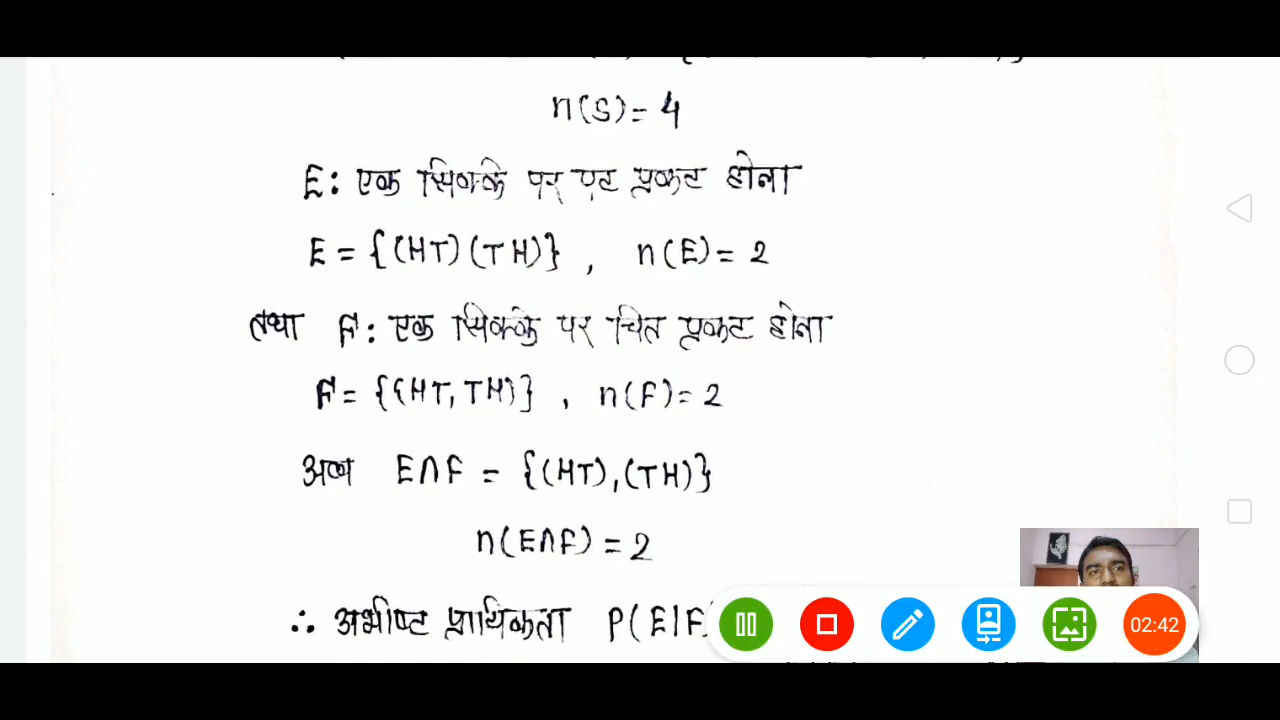 n(S) = 4
E : एक सिक्के पर पट प्रकट होना
E = {(HT) (TH)} , n(E) = 2
तथा F : एक सिक्के पर चित प्रकट होना
F = {(HT, TH)} , n(F) = 2
अब E∩F = {(HT), (TH)}
n(E∩F) = 2
∴ अभीष्ट प्रायिकता P(E|F)
02:42